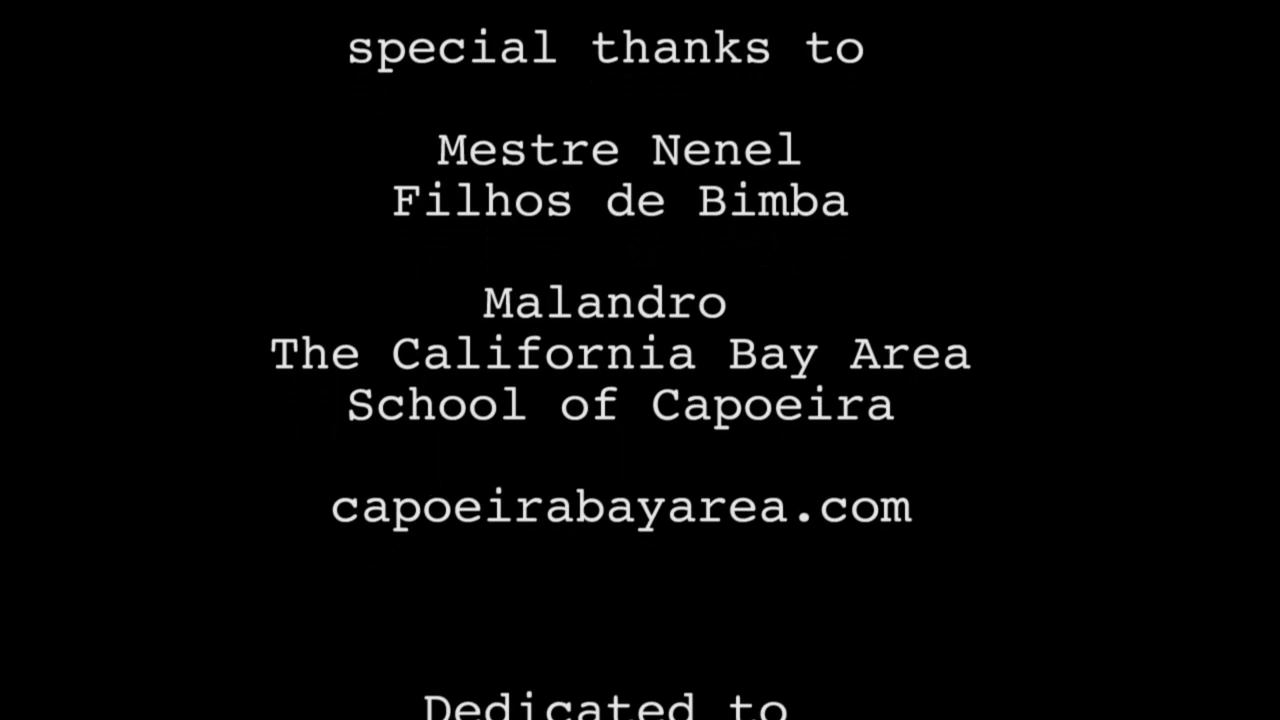 special thanks to
Mestre Nenel
Filhos de Bimba
Malandro
The California Bay Area
School of Capoeira
capoeirabayarea.com
Dedicated to